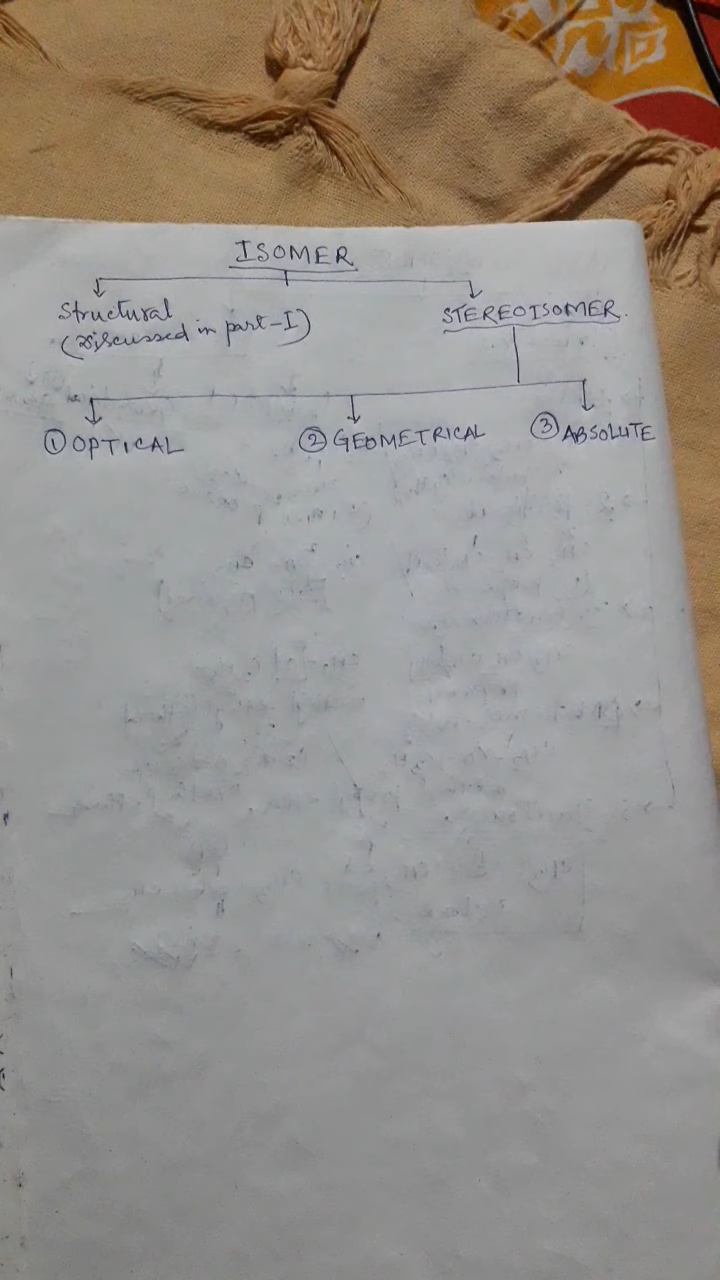 ISOMER
Structural
(discussed in part-I)
STEREOISOMER.
① OPTICAL
② GEOMETRICAL
③ ABSOLUTE